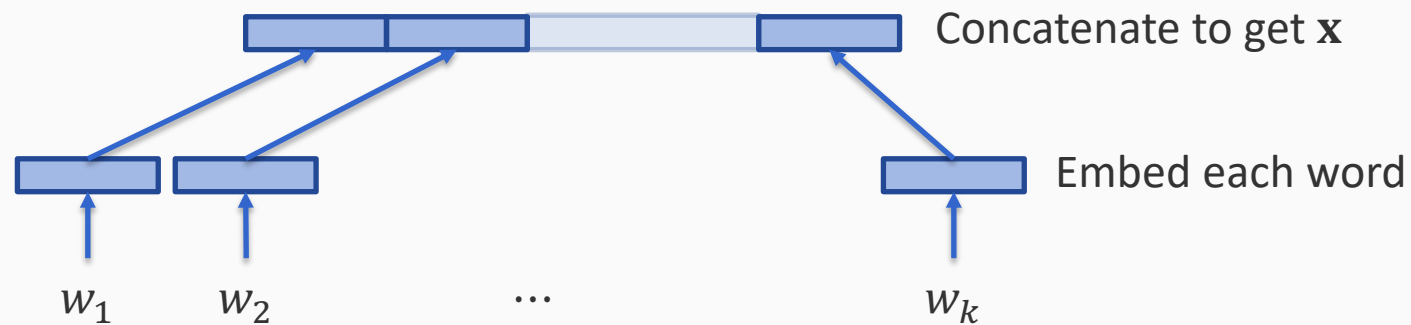 Concatenate to get 𝐱
Embed each word
𝑤₁ 𝑤₂ ⋯ 𝑤ₖ